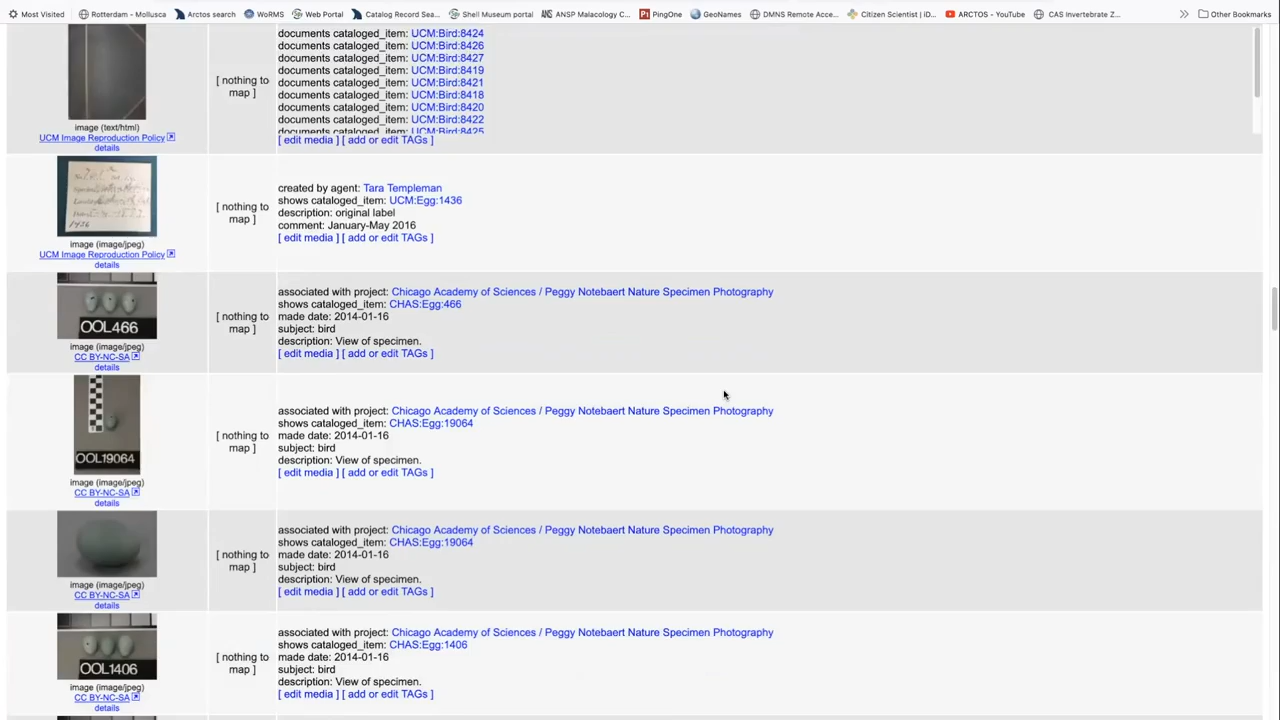 Most Visited Rotterdam - Mollusca Arctos search WoRMS Web Portal Catalog Record Sea... Shell Museum portal ANSP Malacology C... PingOne GeoNames DMNS Remote Acce... Citizen Scientist | iD... ARCTOS - YouTube CAS Invertebrate Z... Other Bookmarks
documents cataloged_item: UCM:Bird:8424
documents cataloged_item: UCM:Bird:8426
documents cataloged_item: UCM:Bird:8427
documents cataloged_item: UCM:Bird:8419
documents cataloged_item: UCM:Bird:8421
documents cataloged_item: UCM:Bird:8418
documents cataloged_item: UCM:Bird:8420
documents cataloged_item: UCM:Bird:8422
documents cataloged_item: UCM:Bird:8425
[ edit media ] [ add or edit TAGs ]
[ nothing to
map ]
image (text/html)
UCM Image Reproduction Policy
details
1436
image (image/jpeg)
UCM Image Reproduction Policy
details
[ nothing to
map ]
created by agent: Tara Templeman
shows cataloged_item: UCM:Egg:1436
description: original label
comment: January-May 2016
[ edit media ] [ add or edit TAGs ]
OOL466
image (image/jpeg)
CC BY-NC-SA
details
[ nothing to
map ]
associated with project: Chicago Academy of Sciences / Peggy Notebaert Nature Specimen Photography
shows cataloged_item: CHAS:Egg:466
made date: 2014-01-16
subject: bird
description: View of specimen.
[ edit media ] [ add or edit TAGs ]
OOL19064
image (image/jpeg)
CC BY-NC-SA
details
[ nothing to
map ]
associated with project: Chicago Academy of Sciences / Peggy Notebaert Nature Specimen Photography
shows cataloged_item: CHAS:Egg:19064
made date: 2014-01-16
subject: bird
description: View of specimen.
[ edit media ] [ add or edit TAGs ]
image (image/jpeg)
CC BY-NC-SA
details
[ nothing to
map ]
associated with project: Chicago Academy of Sciences / Peggy Notebaert Nature Specimen Photography
shows cataloged_item: CHAS:Egg:19064
made date: 2014-01-16
subject: bird
description: View of specimen.
[ edit media ] [ add or edit TAGs ]
OOL1406
image (image/jpeg)
CC BY-NC-SA
details
[ nothing to
map ]
associated with project: Chicago Academy of Sciences / Peggy Notebaert Nature Specimen Photography
shows cataloged_item: CHAS:Egg:1406
made date: 2014-01-16
subject: bird
description: View of specimen.
[ edit media ] [ add or edit TAGs ]